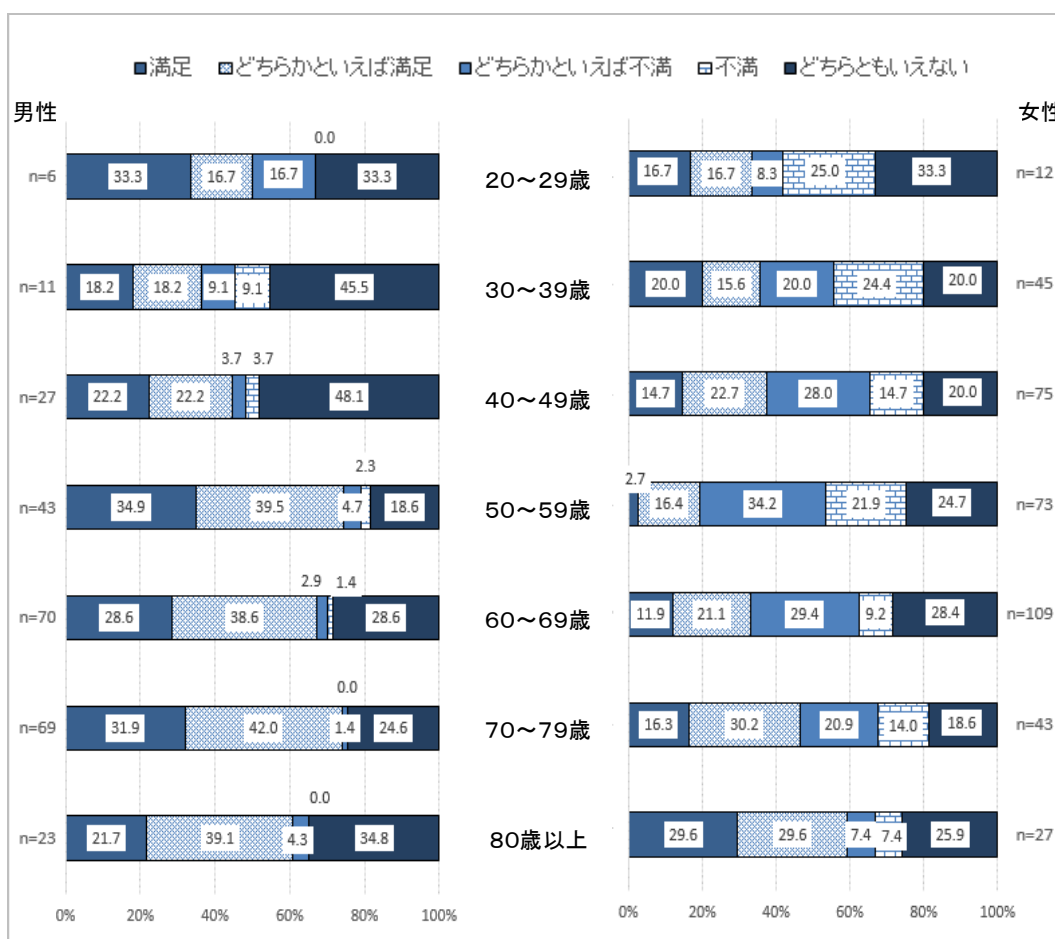 満足 どちらかといえば満足 どちらかといえば不満 不満 どちらともいえない
男性 女性
0.0
n=6 33.3 16.7 16.7 33.3 20～29歳 16.7 16.7 8.3 25.0 33.3 n=12
n=11 18.2 18.2 9.1 9.1 45.5 30～39歳 20.0 15.6 20.0 24.4 20.0 n=45
3.7 3.7
n=27 22.2 22.2 48.1 40～49歳 14.7 22.7 28.0 14.7 20.0 n=75
2.3 2.7
n=43 34.9 39.5 4.7 18.6 50～59歳 16.4 34.2 21.9 24.7 n=73
2.9 1.4
n=70 28.6 38.6 28.6 60～69歳 11.9 21.1 29.4 9.2 28.4 n=109
0.0
n=69 31.9 42.0 1.4 24.6 70～79歳 16.3 30.2 20.9 14.0 18.6 n=43
0.0
n=23 21.7 39.1 4.3 34.8 80歳以上 29.6 29.6 7.4 7.4 25.9 n=27
0% 20% 40% 60% 80% 100% 0% 20% 40% 60% 80% 100%